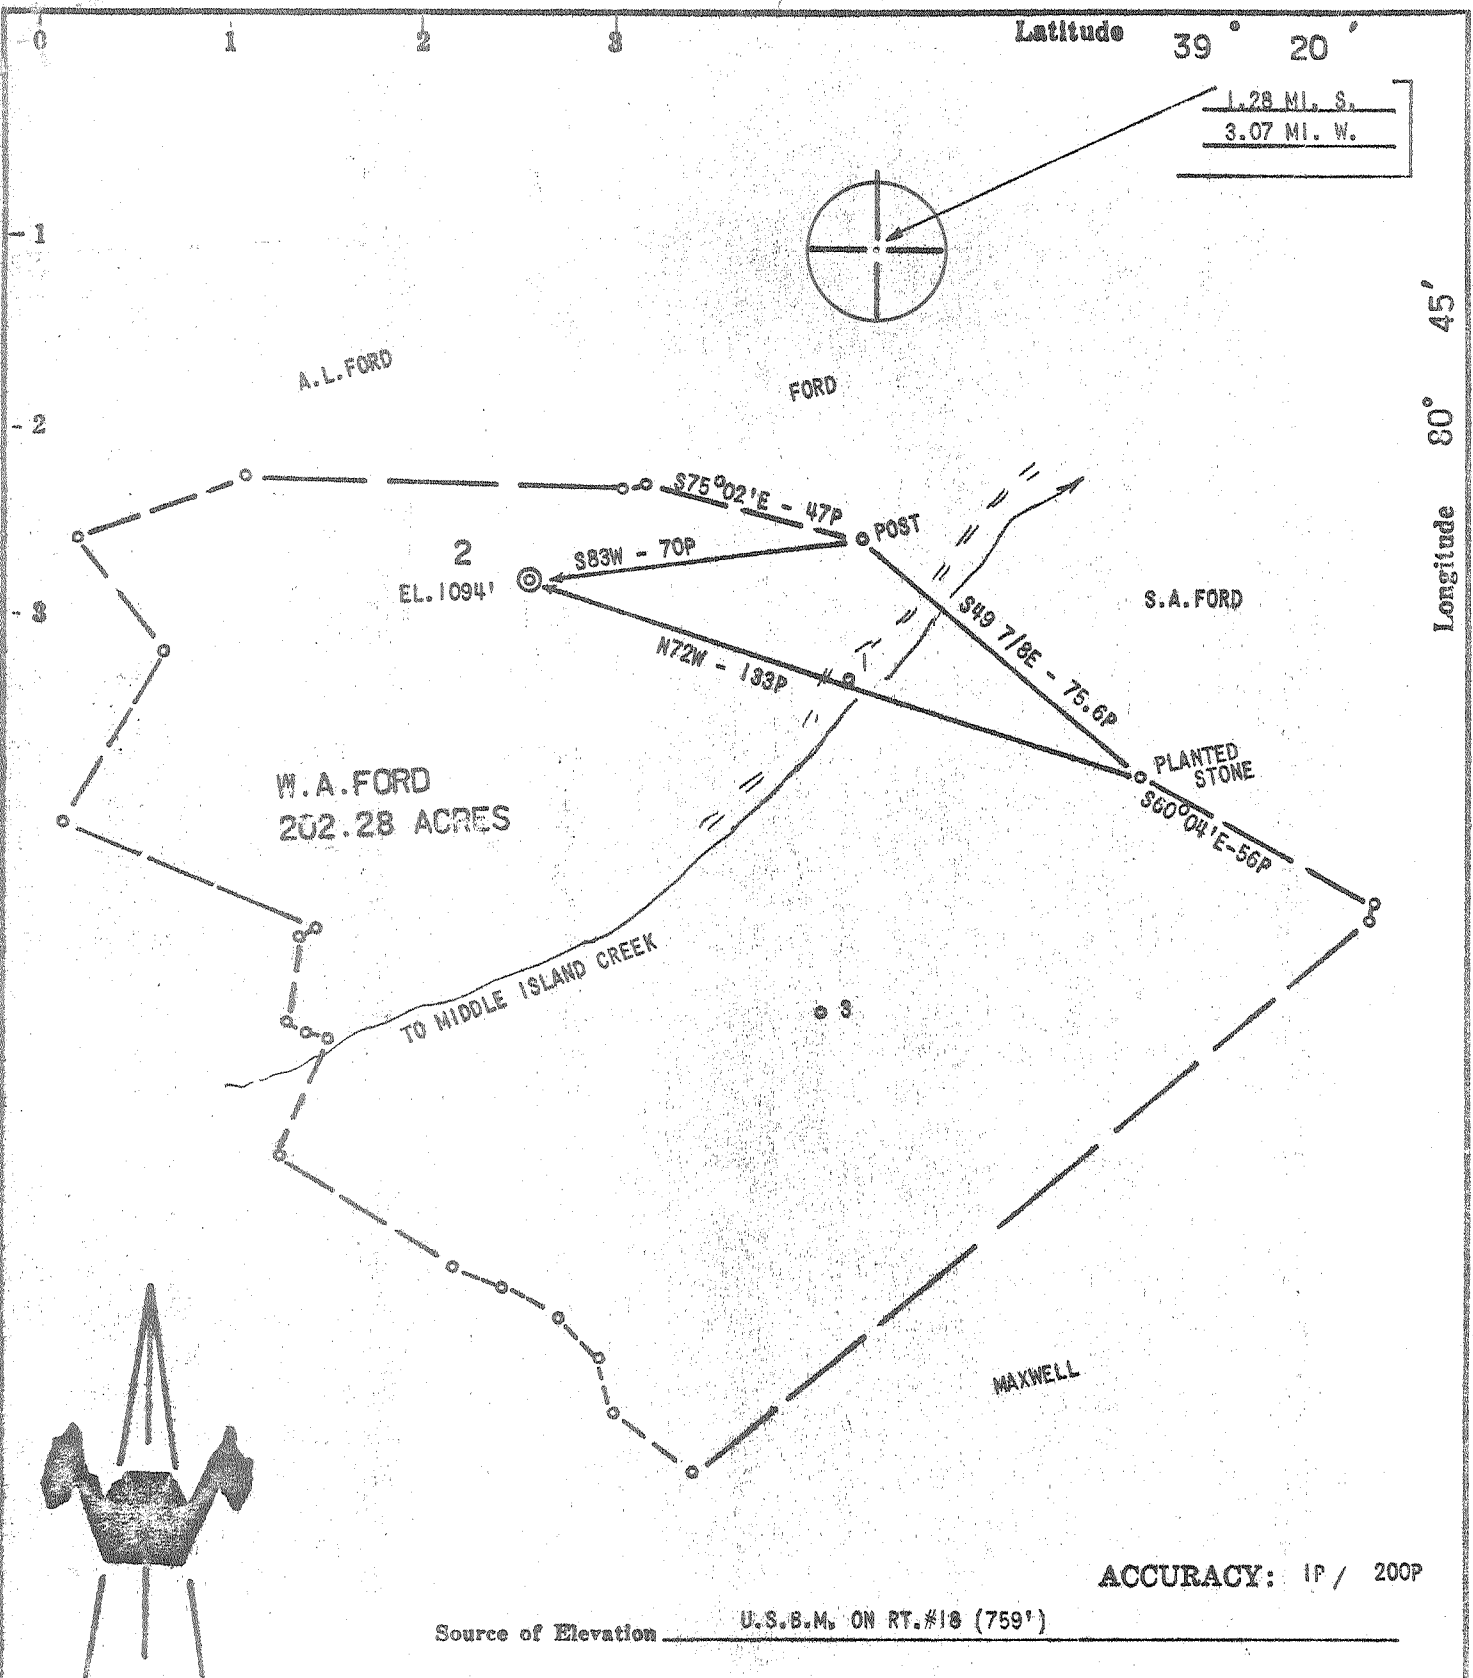 0 1 2 3
Latitude 39° 20'
1.28 MI. S.
3.07 MI. W.
- 1
- 2
- 3
Longitude 80° 45'
A.L.FORD
FORD
S75°02'E - 47P
POST
S83W - 70P
2
EL.1094'
S.A.FORD
S49 7/8E - 75.6P
N72W - 133P
1
PLANTED
STONE
S60°04'E-56P
W.A.FORD
202.28 ACRES
TO MIDDLE ISLAND CREEK
3
MAXWELL
ACCURACY: 1P / 200P
Source of Elevation U.S.B.M. ON RT.#18 (759')